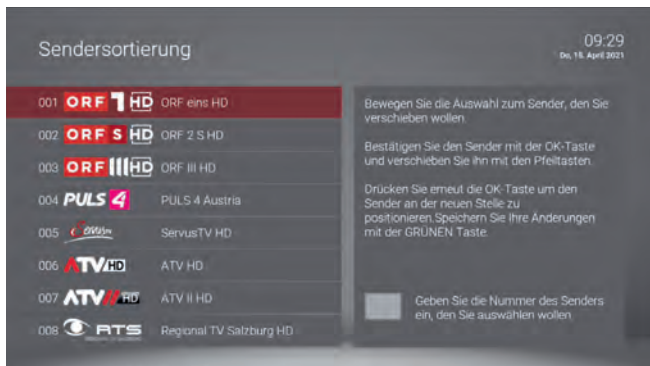 Sendersortierung
09:29
Do, 15. April 2021
001 ORF 1 HD ORF eins HD
002 ORF S HD ORF 2 S HD
003 ORF III HD ORF III HD
004 PULS 4 PULS 4 Austria
005 ServusTV HD
006 ATV HD ATV HD
007 ATV II HD ATV II HD
008 RTS Regional TV Salzburg HD
Bewegen Sie die Auswahl zum Sender, den Sie
verschieben wollen.
Bestätigen Sie den Sender mit der OK-Taste
und verschieben Sie ihn mit den Pfeiltasten.
Drücken Sie erneut die OK-Taste um den
Sender an der neuen Stelle zu
positionieren.Speichern Sie Ihre Änderungen
mit der GRÜNEN Taste.
Geben Sie die Nummer des Senders
ein, den Sie auswählen wollen